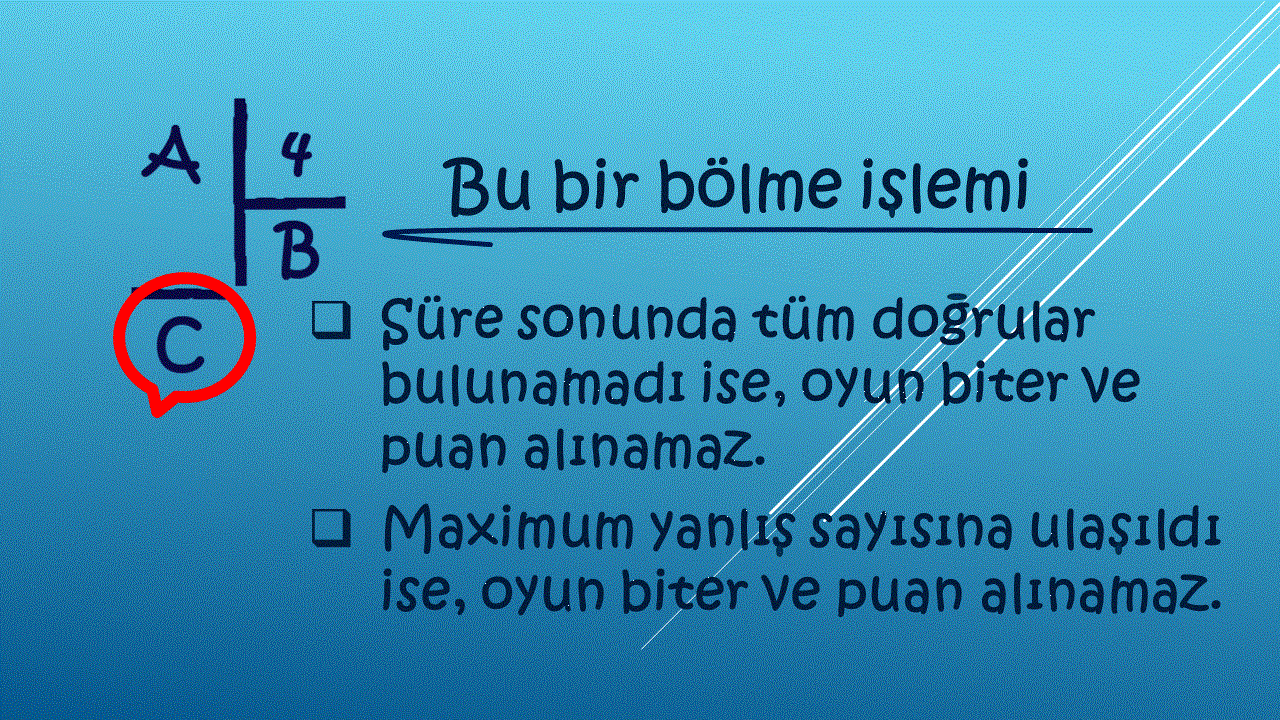 A 4
B
C
Bu bir bölme işlemi
Süre sonunda tüm doğrular
bulunamadı ise, oyun biter ve
puan alınamaz.
Maximum yanlış sayısına ulaşıldı
ise, oyun biter ve puan alınamaz.